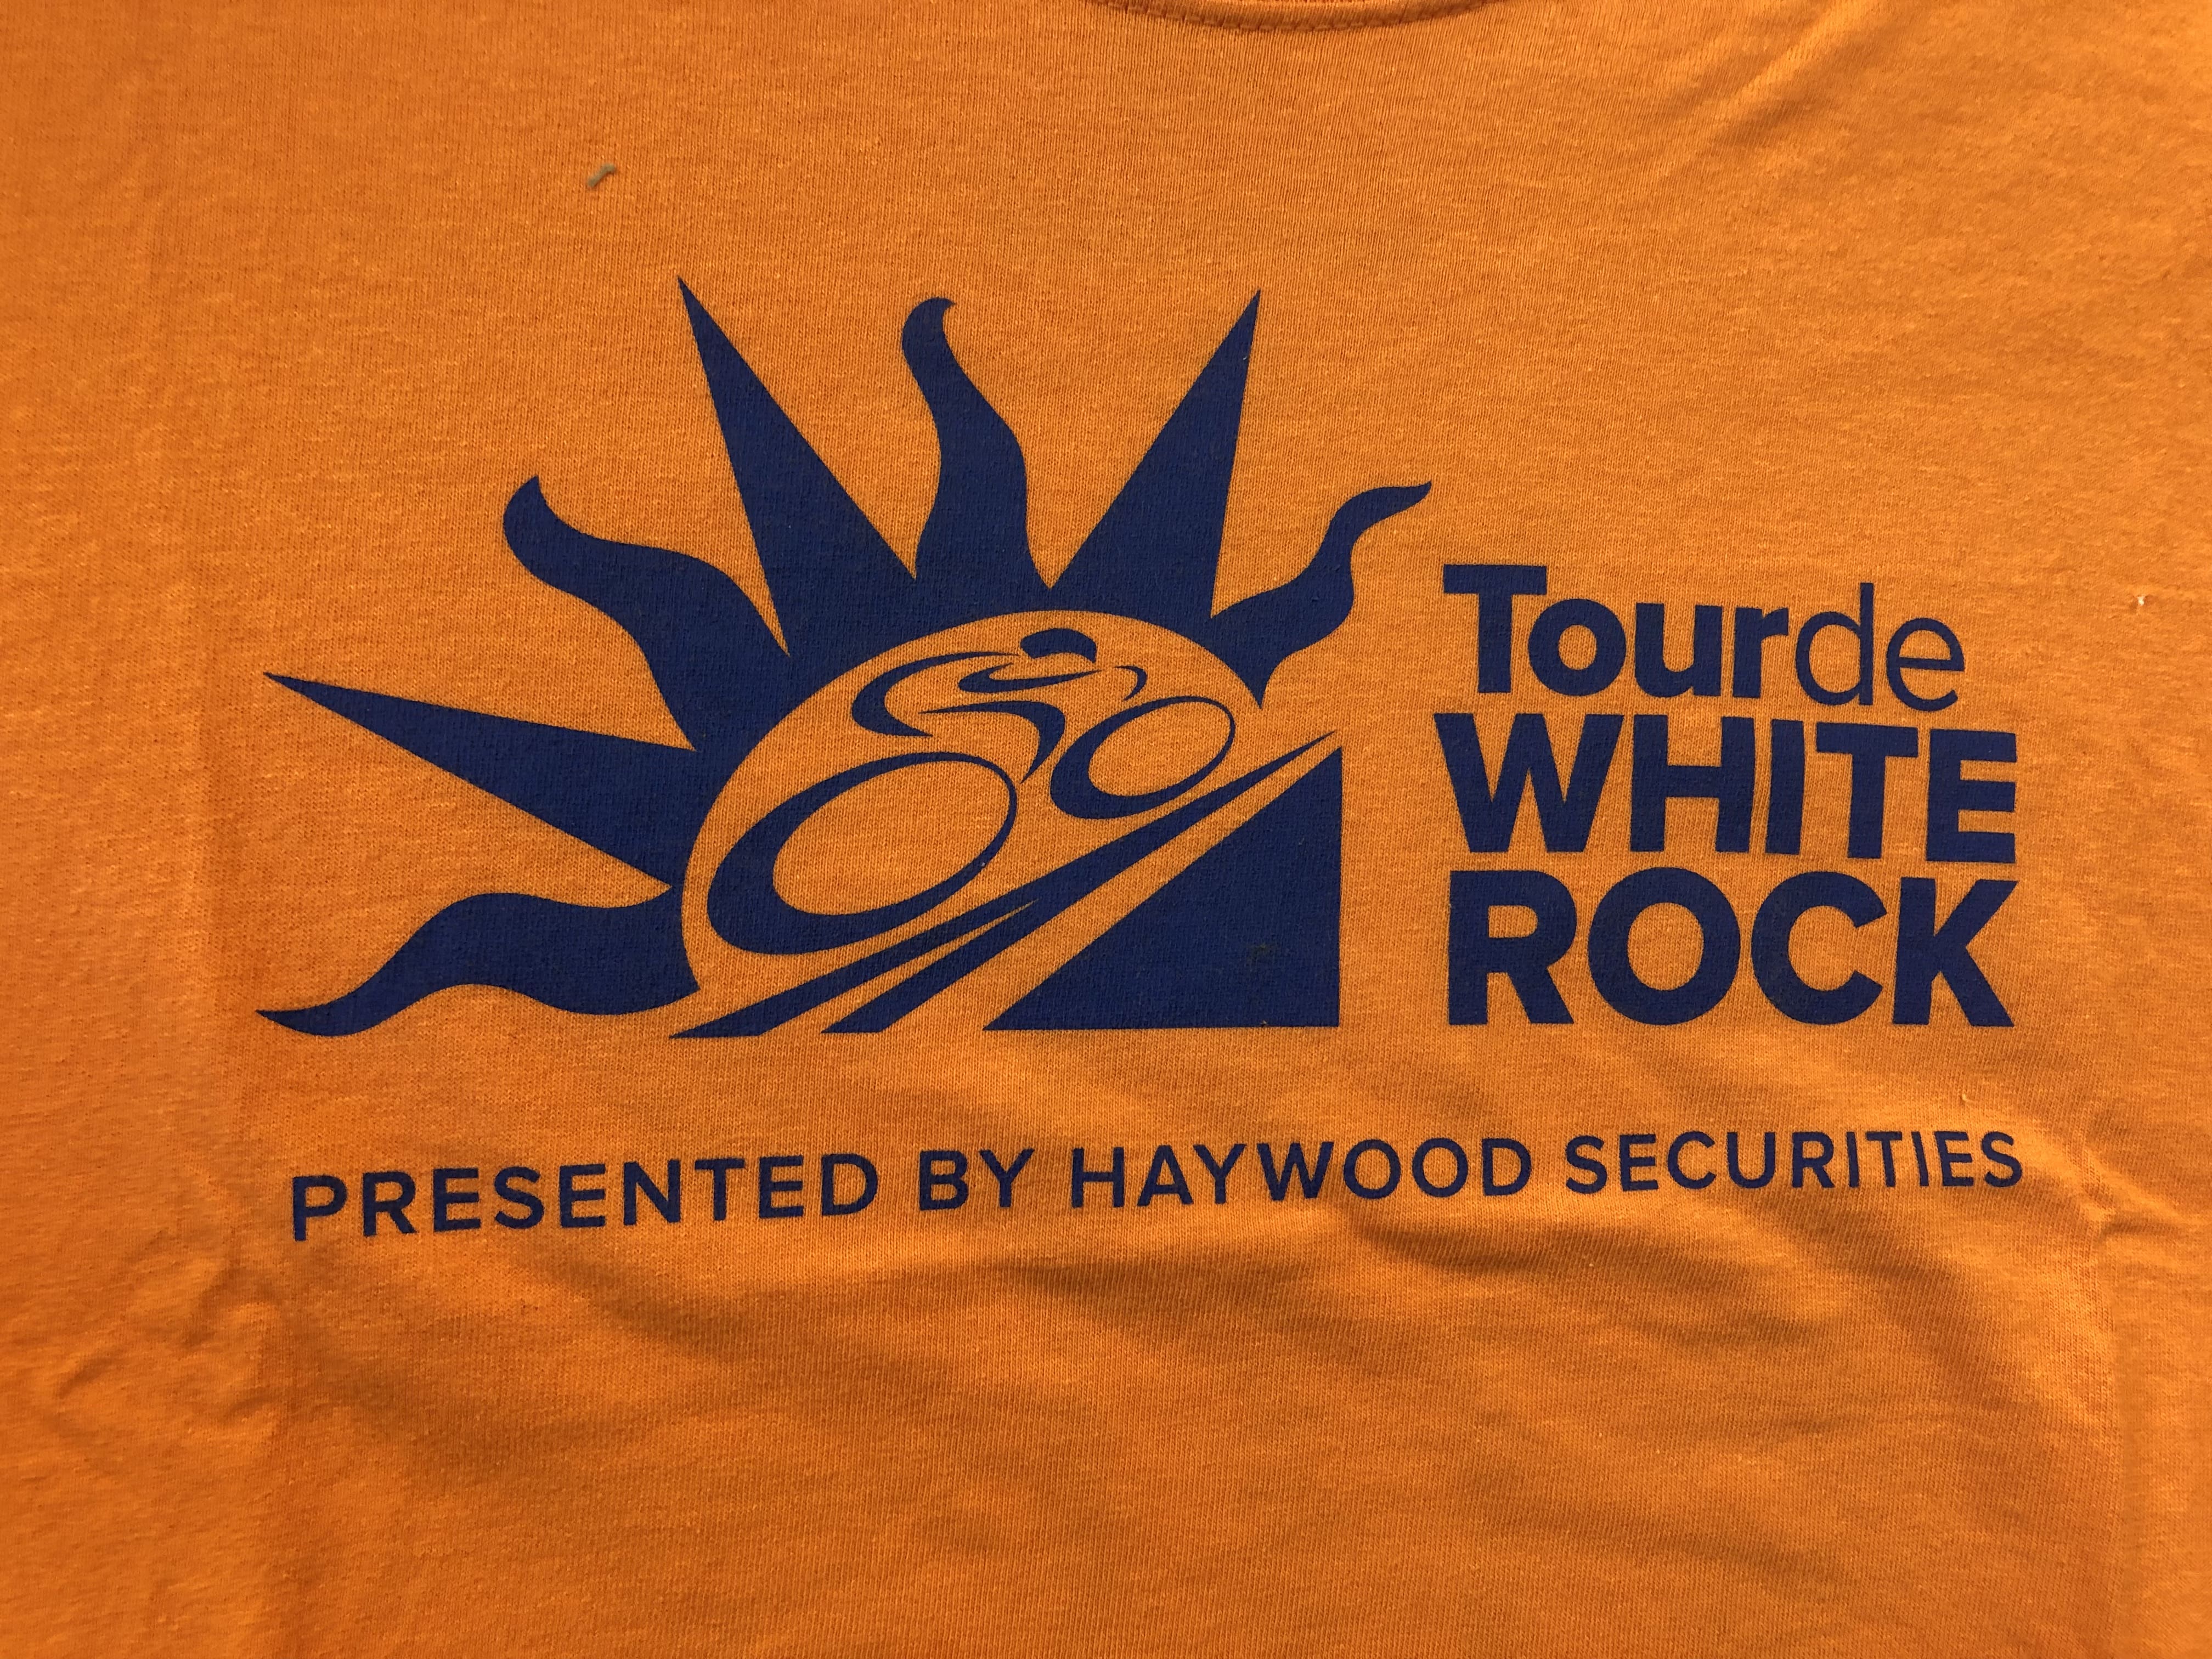 Tourde
WHITE
ROCK
PRESENTED BY HAYWOOD SECURITIES